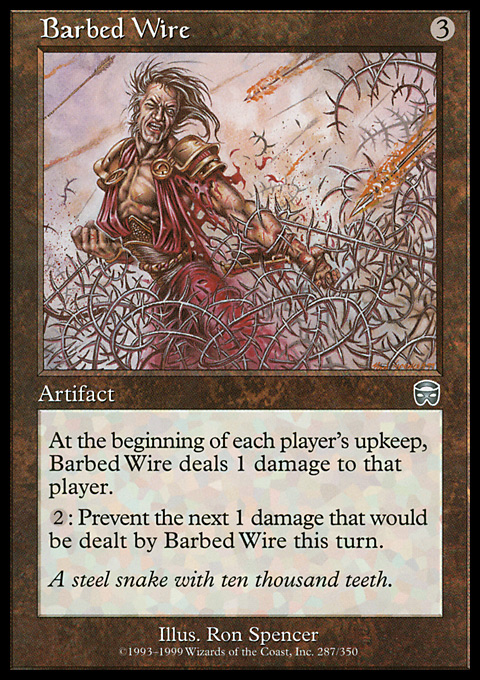 Barbed Wire 3
Artifact
At the beginning of each player's upkeep,
Barbed Wire deals 1 damage to that
player.
2: Prevent the next 1 damage that would
be dealt by Barbed Wire this turn.
A steel snake with ten thousand teeth.
Illus. Ron Spencer
©1993-1999 Wizards of the Coast, Inc. 287/350